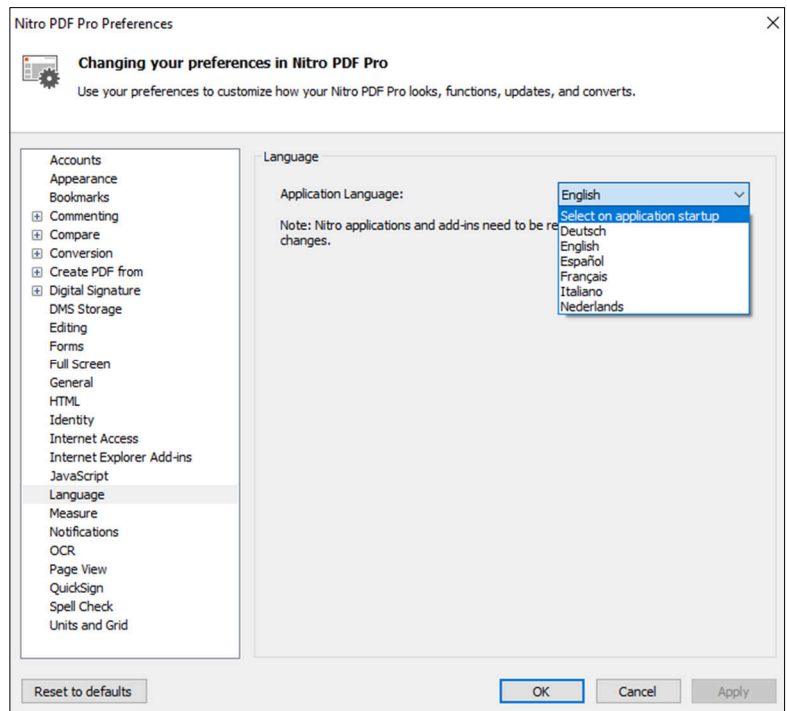 Nitro PDF Pro Preferences
Changing your preferences in Nitro PDF Pro
Use your preferences to customize how your Nitro PDF Pro looks, functions, updates, and converts.
Accounts
Appearance
Bookmarks
Commenting
Compare
Conversion
Create PDF from
Digital Signature
DMS Storage
Editing
Forms
Full Screen
General
HTML
Identity
Internet Access
Internet Explorer Add-ins
JavaScript
Language
Measure
Notifications
OCR
Page View
QuickSign
Spell Check
Units and Grid
Language
Application Language:
English
Note: Nitro applications and add-ins need to be re
changes.
Select on application startup
Deutsch
English
Español
Français
Italiano
Nederlands
Reset to defaults
OK
Cancel
Apply